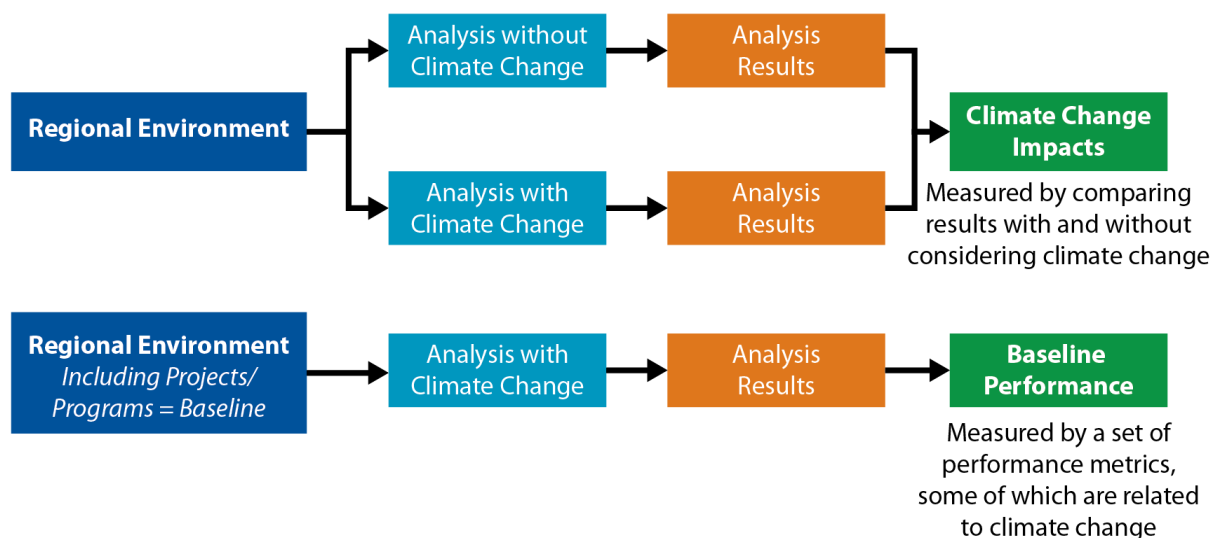 Regional Environment
Analysis without
Climate Change
Analysis
Results
Analysis with
Climate Change
Analysis
Results
Climate Change
Impacts
Measured by comparing
results with and without
considering climate change
Regional Environment
Including Projects/
Programs = Baseline
Analysis with
Climate Change
Analysis
Results
Baseline
Performance
Measured by a set of
performance metrics,
some of which are related
to climate change